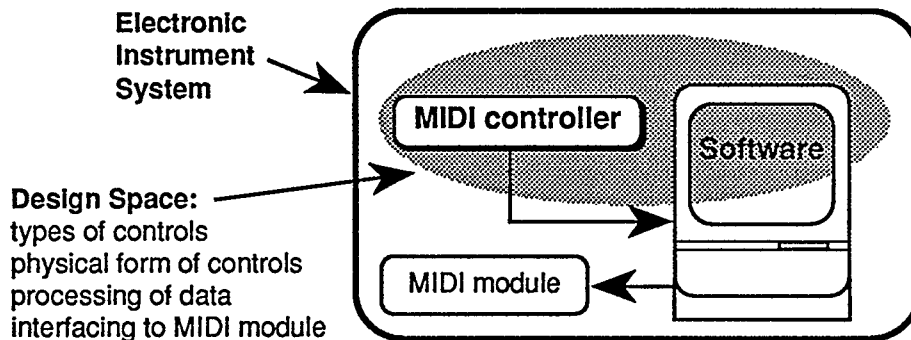 Electronic
Instrument
System
MIDI controller
Software
Design Space:
types of controls
physical form of controls
processing of data
interfacing to MIDI module
MIDI module